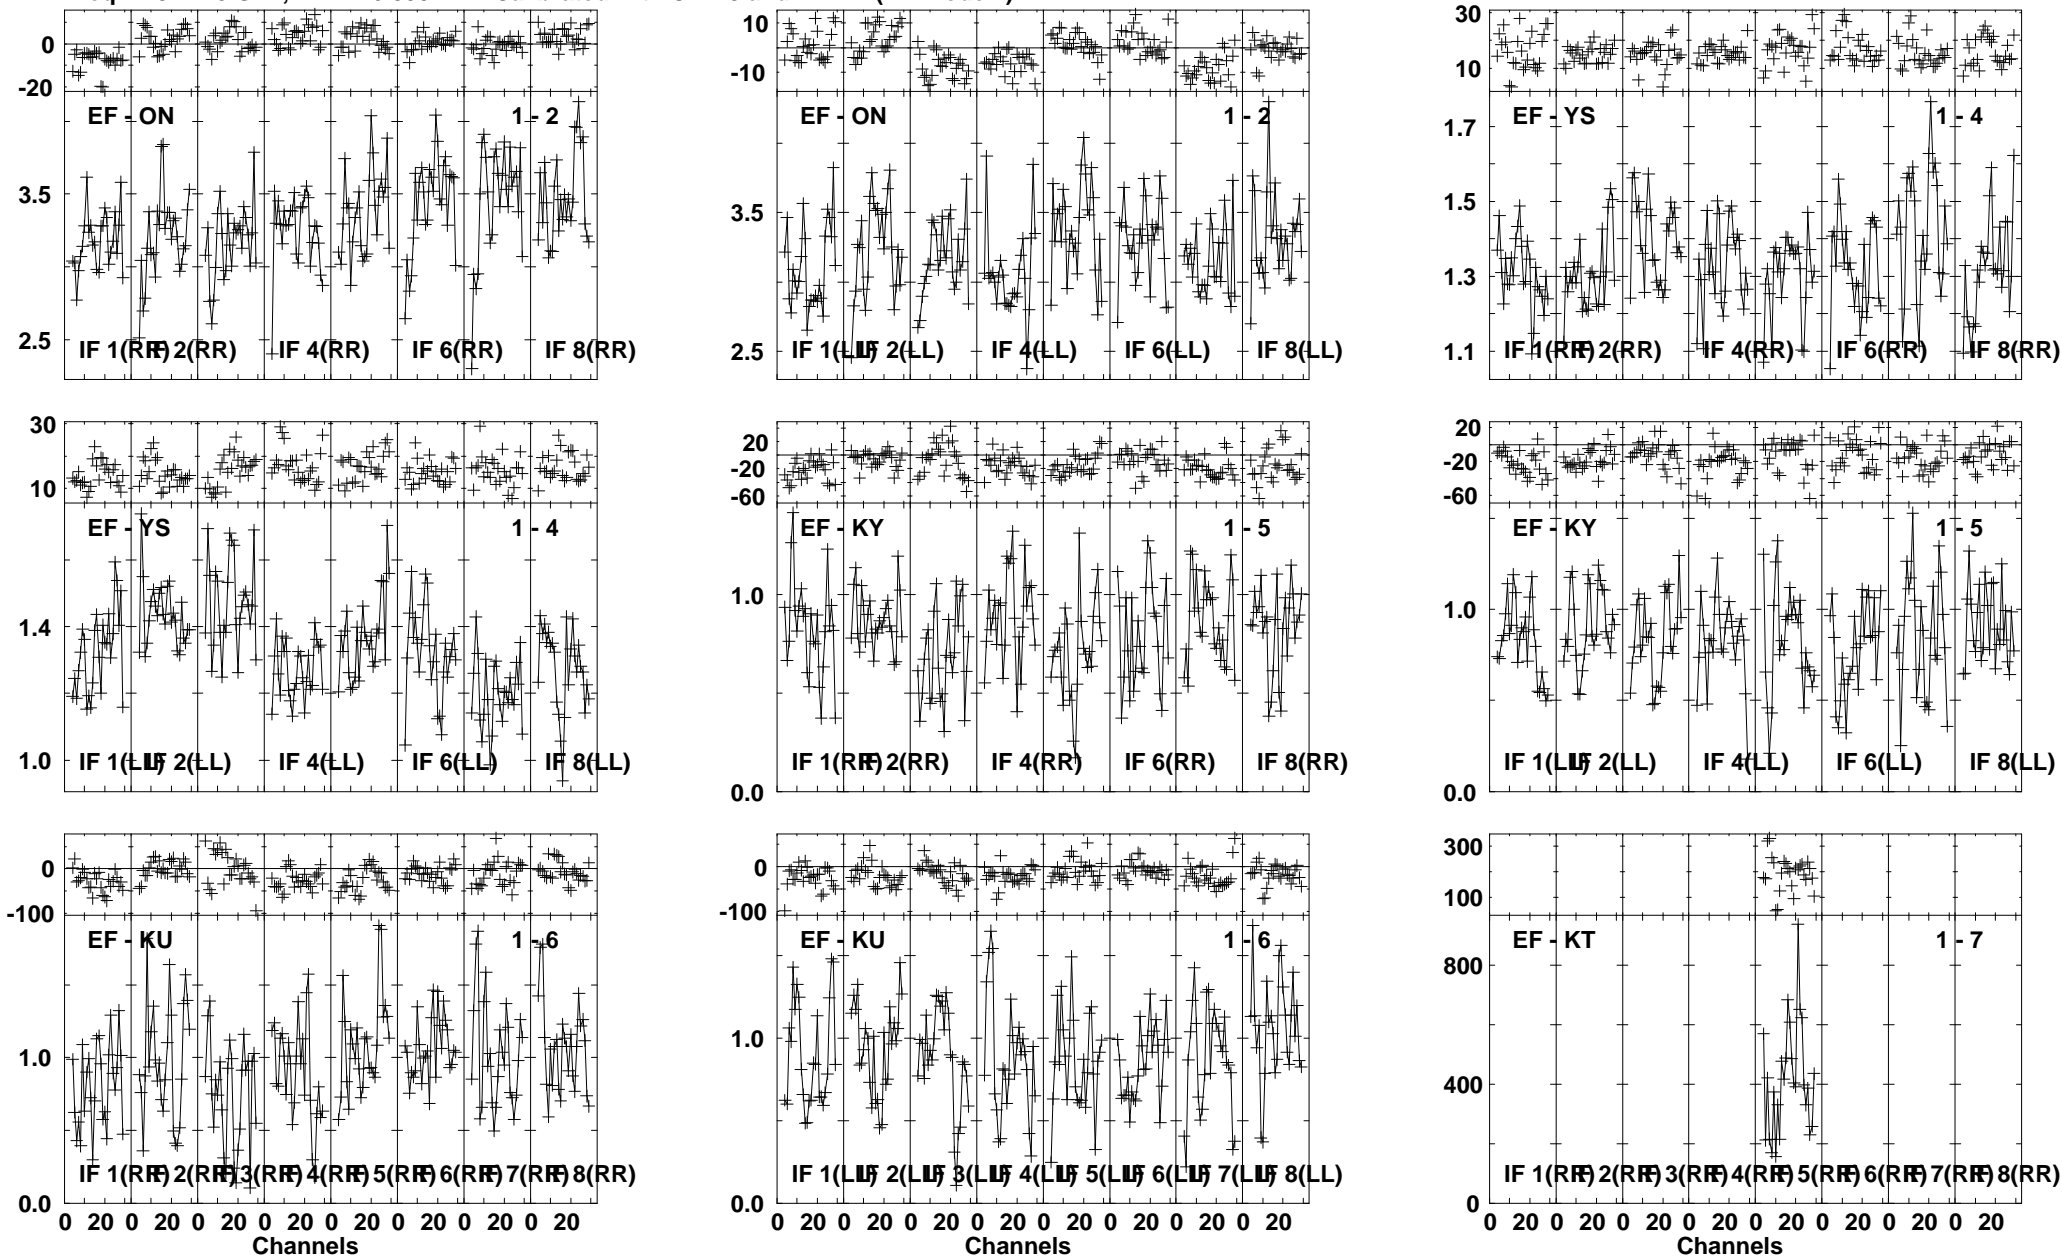 0
-20
EF - ON 1 - 2
3.5
2.5
IF 1(RR) IF 2(RR) IF 4(RR) IF 6(RR) IF 8(RR)
10
-10
EF - ON 1 - 2
3.5
2.5
IF 1(LL) IF 2(LL) IF 4(LL) IF 6(LL) IF 8(LL)
30
10
EF - YS 1 - 4
1.7
1.5
1.3
1.1
IF 1(RR) IF 2(RR) IF 4(RR) IF 6(RR) IF 8(RR)
30
10
EF - YS 1 - 4
1.4
1.0
IF 1(LL) IF 2(LL) IF 4(LL) IF 6(LL) IF 8(LL)
20
-20
-60
EF - KY 1 - 5
1.0
0.0
IF 1(RR) IF 2(RR) IF 4(RR) IF 6(RR) IF 8(RR)
20
-20
-60
EF - KY 1 - 5
1.0
0.0
IF 1(LL) IF 2(LL) IF 4(LL) IF 6(LL) IF 8(LL)
0
-100
EF - KU 1 - 6
1.0
0.0
IF 1(RR) IF 2(RR) IF 3(RR) IF 4(RR) IF 5(RR) IF 6(RR) IF 7(RR) IF 8(RR)
0 20 0 20 0 20 0 20 0 20 0 20 0 20 0 20
Channels
0
-100
EF - KU 1 - 6
1.0
0.0
IF 1(LL) IF 2(LL) IF 3(LL) IF 4(LL) IF 5(LL) IF 6(LL) IF 7(LL) IF 8(LL)
0 20 0 20 0 20 0 20 0 20 0 20 0 20 0 20
Channels
300
100
EF - KT 1 - 7
800
400
0
IF 1(RR) IF 2(RR) IF 3(RR) IF 4(RR) IF 5(RR) IF 6(RR) IF 7(RR) IF 8(RR)
0 20 0 20 0 20 0 20 0 20 0 20 0 20 0 20
Channels